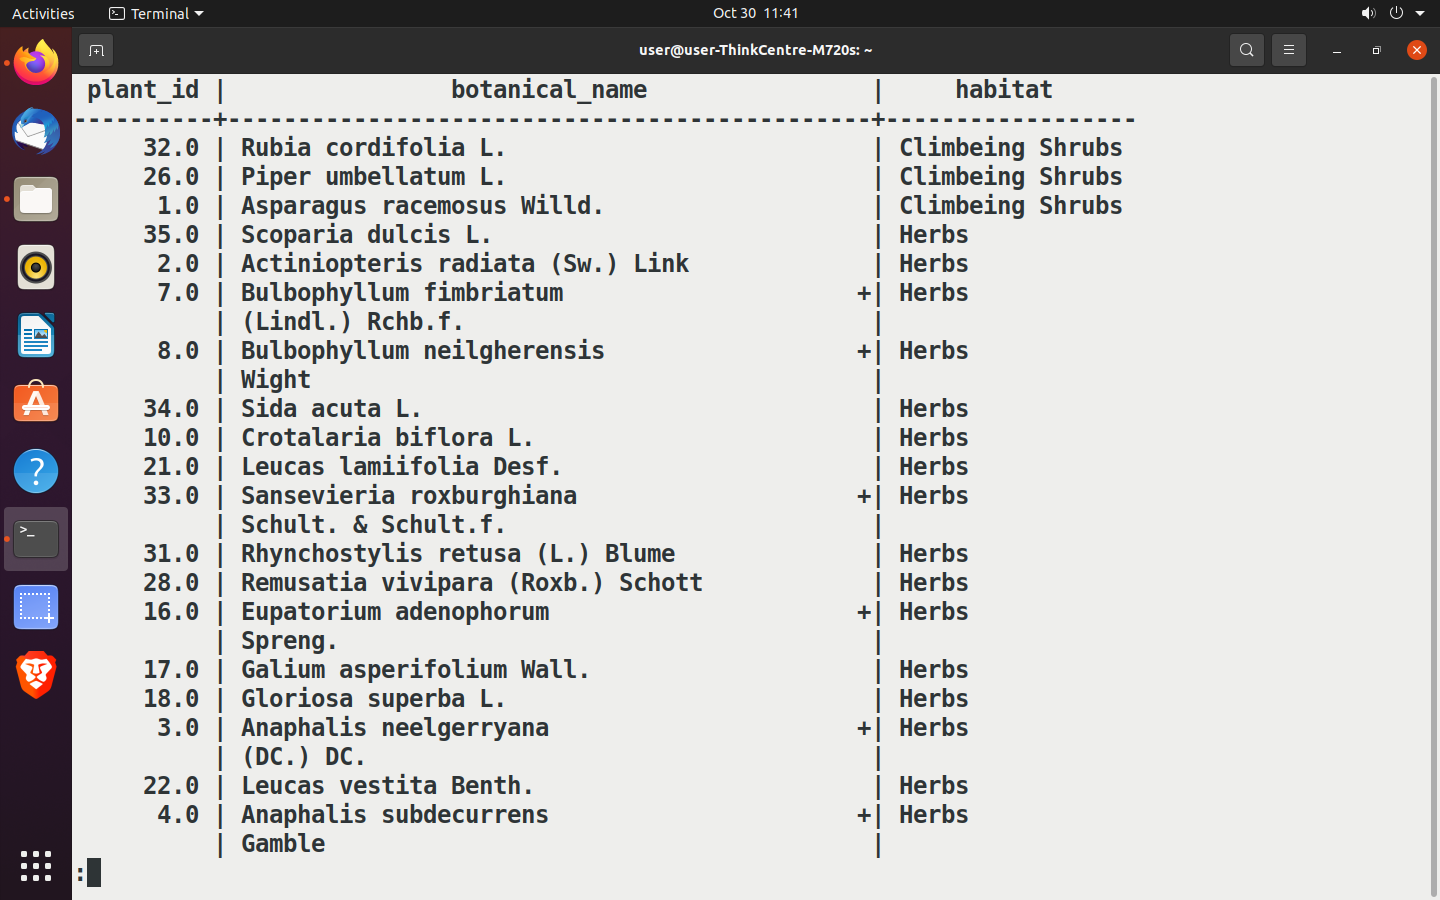 Activities Terminal Oct 30 11:41
user@user-ThinkCentre-M720s: ~
plant_id | botanical_name | habitat
----------+----------------------------------------------+------------------
32.0 | Rubia cordifolia L. | Climbeing Shrubs
26.0 | Piper umbellatum L. | Climbeing Shrubs
1.0 | Asparagus racemosus Willd. | Climbeing Shrubs
35.0 | Scoparia dulcis L. | Herbs
2.0 | Actiniopteris radiata (Sw.) Link | Herbs
7.0 | Bulbophyllum fimbriatum +| Herbs
| (Lindl.) Rchb.f. |
8.0 | Bulbophyllum neilgherensis +| Herbs
| Wight |
34.0 | Sida acuta L. | Herbs
10.0 | Crotalaria biflora L. | Herbs
21.0 | Leucas lamiifolia Desf. | Herbs
33.0 | Sansevieria roxburghiana +| Herbs
| Schult. & Schult.f. |
31.0 | Rhynchostylis retusa (L.) Blume | Herbs
28.0 | Remusatia vivipara (Roxb.) Schott | Herbs
16.0 | Eupatorium adenophorum +| Herbs
| Spreng. |
17.0 | Galium asperifolium Wall. | Herbs
18.0 | Gloriosa superba L. | Herbs
3.0 | Anaphalis neelgerryana +| Herbs
| (DC.) DC. |
22.0 | Leucas vestita Benth. | Herbs
4.0 | Anaphalis subdecurrens +| Herbs
| Gamble |
: